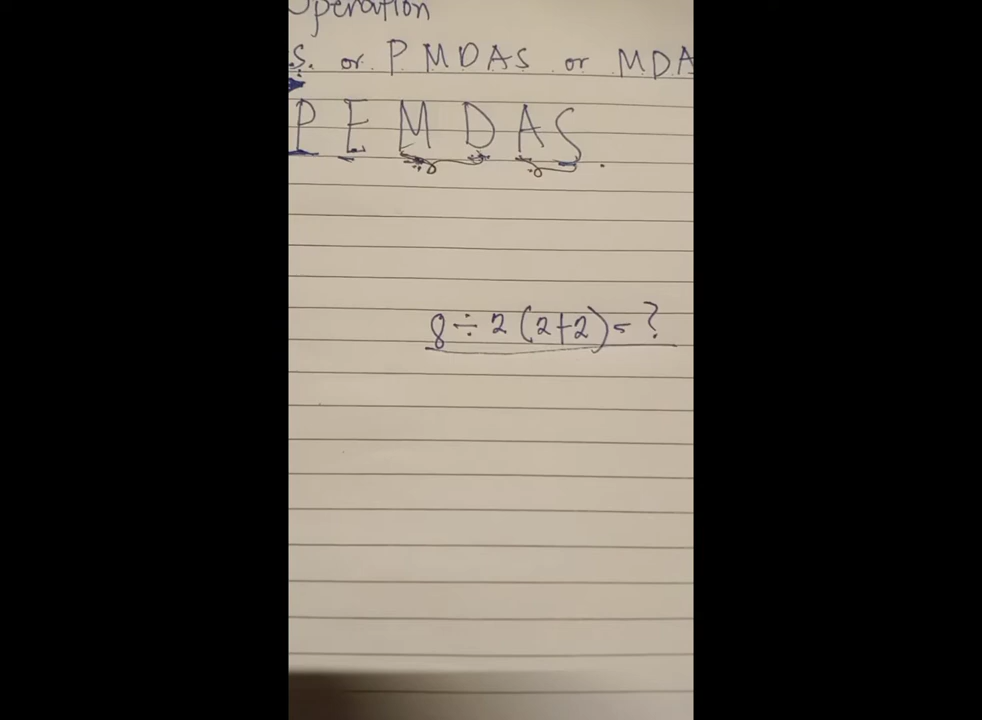 Operation
S. or PMDAS or MDA
PEMDAS.
8 ÷ 2 (2+2) = ?